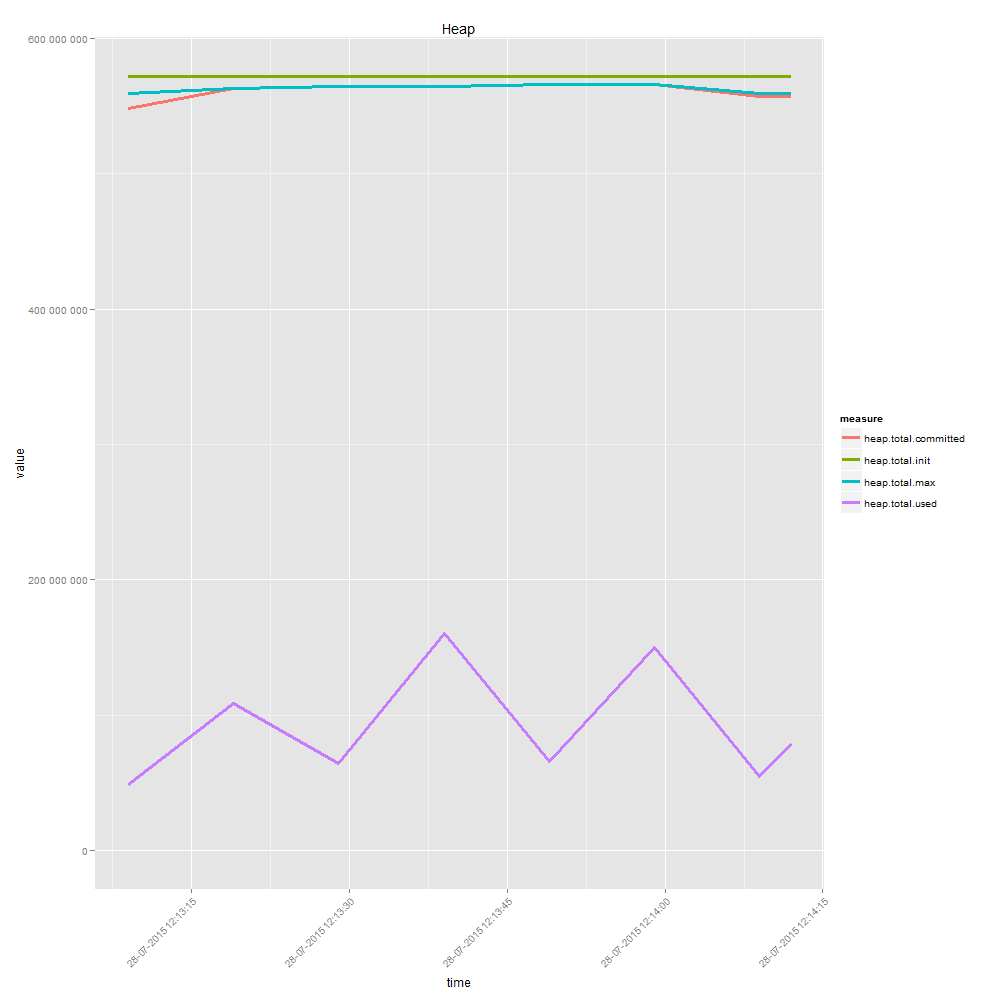 Heap
600 000 000
400 000 000
200 000 000
0
value
28-07-2015 12:13:15
28-07-2015 12:13:30
28-07-2015 12:13:45
28-07-2015 12:14:00
28-07-2015 12:14:15
time
measure
heap.total.committed
heap.total.init
heap.total.max
heap.total.used